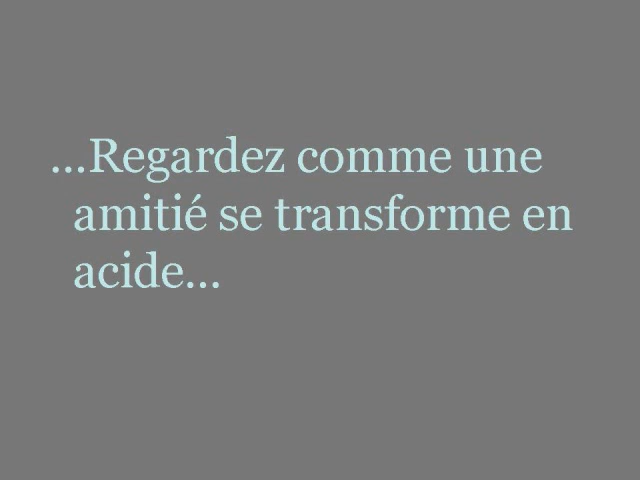 ...Regardez comme une
amitié se transforme en
acide...